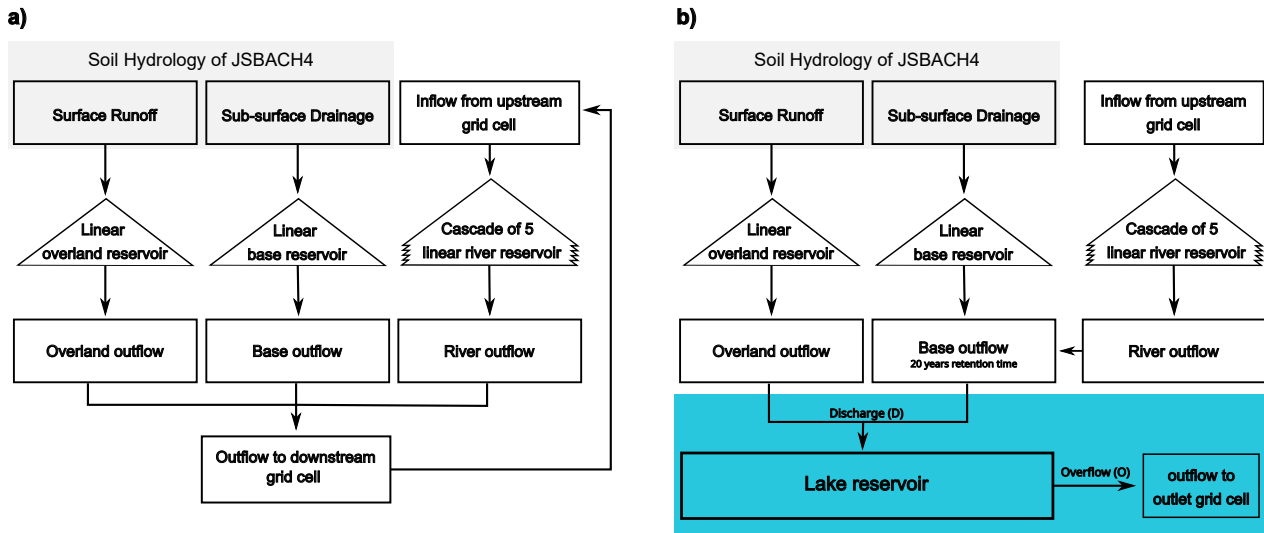 a)
Soil Hydrology of JSBACH4
Surface Runoff
Sub-surface Drainage
Inflow from upstream
grid cell
Linear
overland reservoir
Linear
base reservoir
Cascade of 5
linear river reservoir
Overland outflow
Base outflow
River outflow
Outflow to downstream
grid cell
b)
Soil Hydrology of JSBACH4
Surface Runoff
Sub-surface Drainage
Inflow from upstream
grid cell
Linear
overland reservoir
Linear
base reservoir
Cascade of 5
linear river reservoir
Overland outflow
Base outflow
20 years retention time
River outflow
Discharge (D)
Lake reservoir
Overflow (O)
outflow to
outlet grid cell